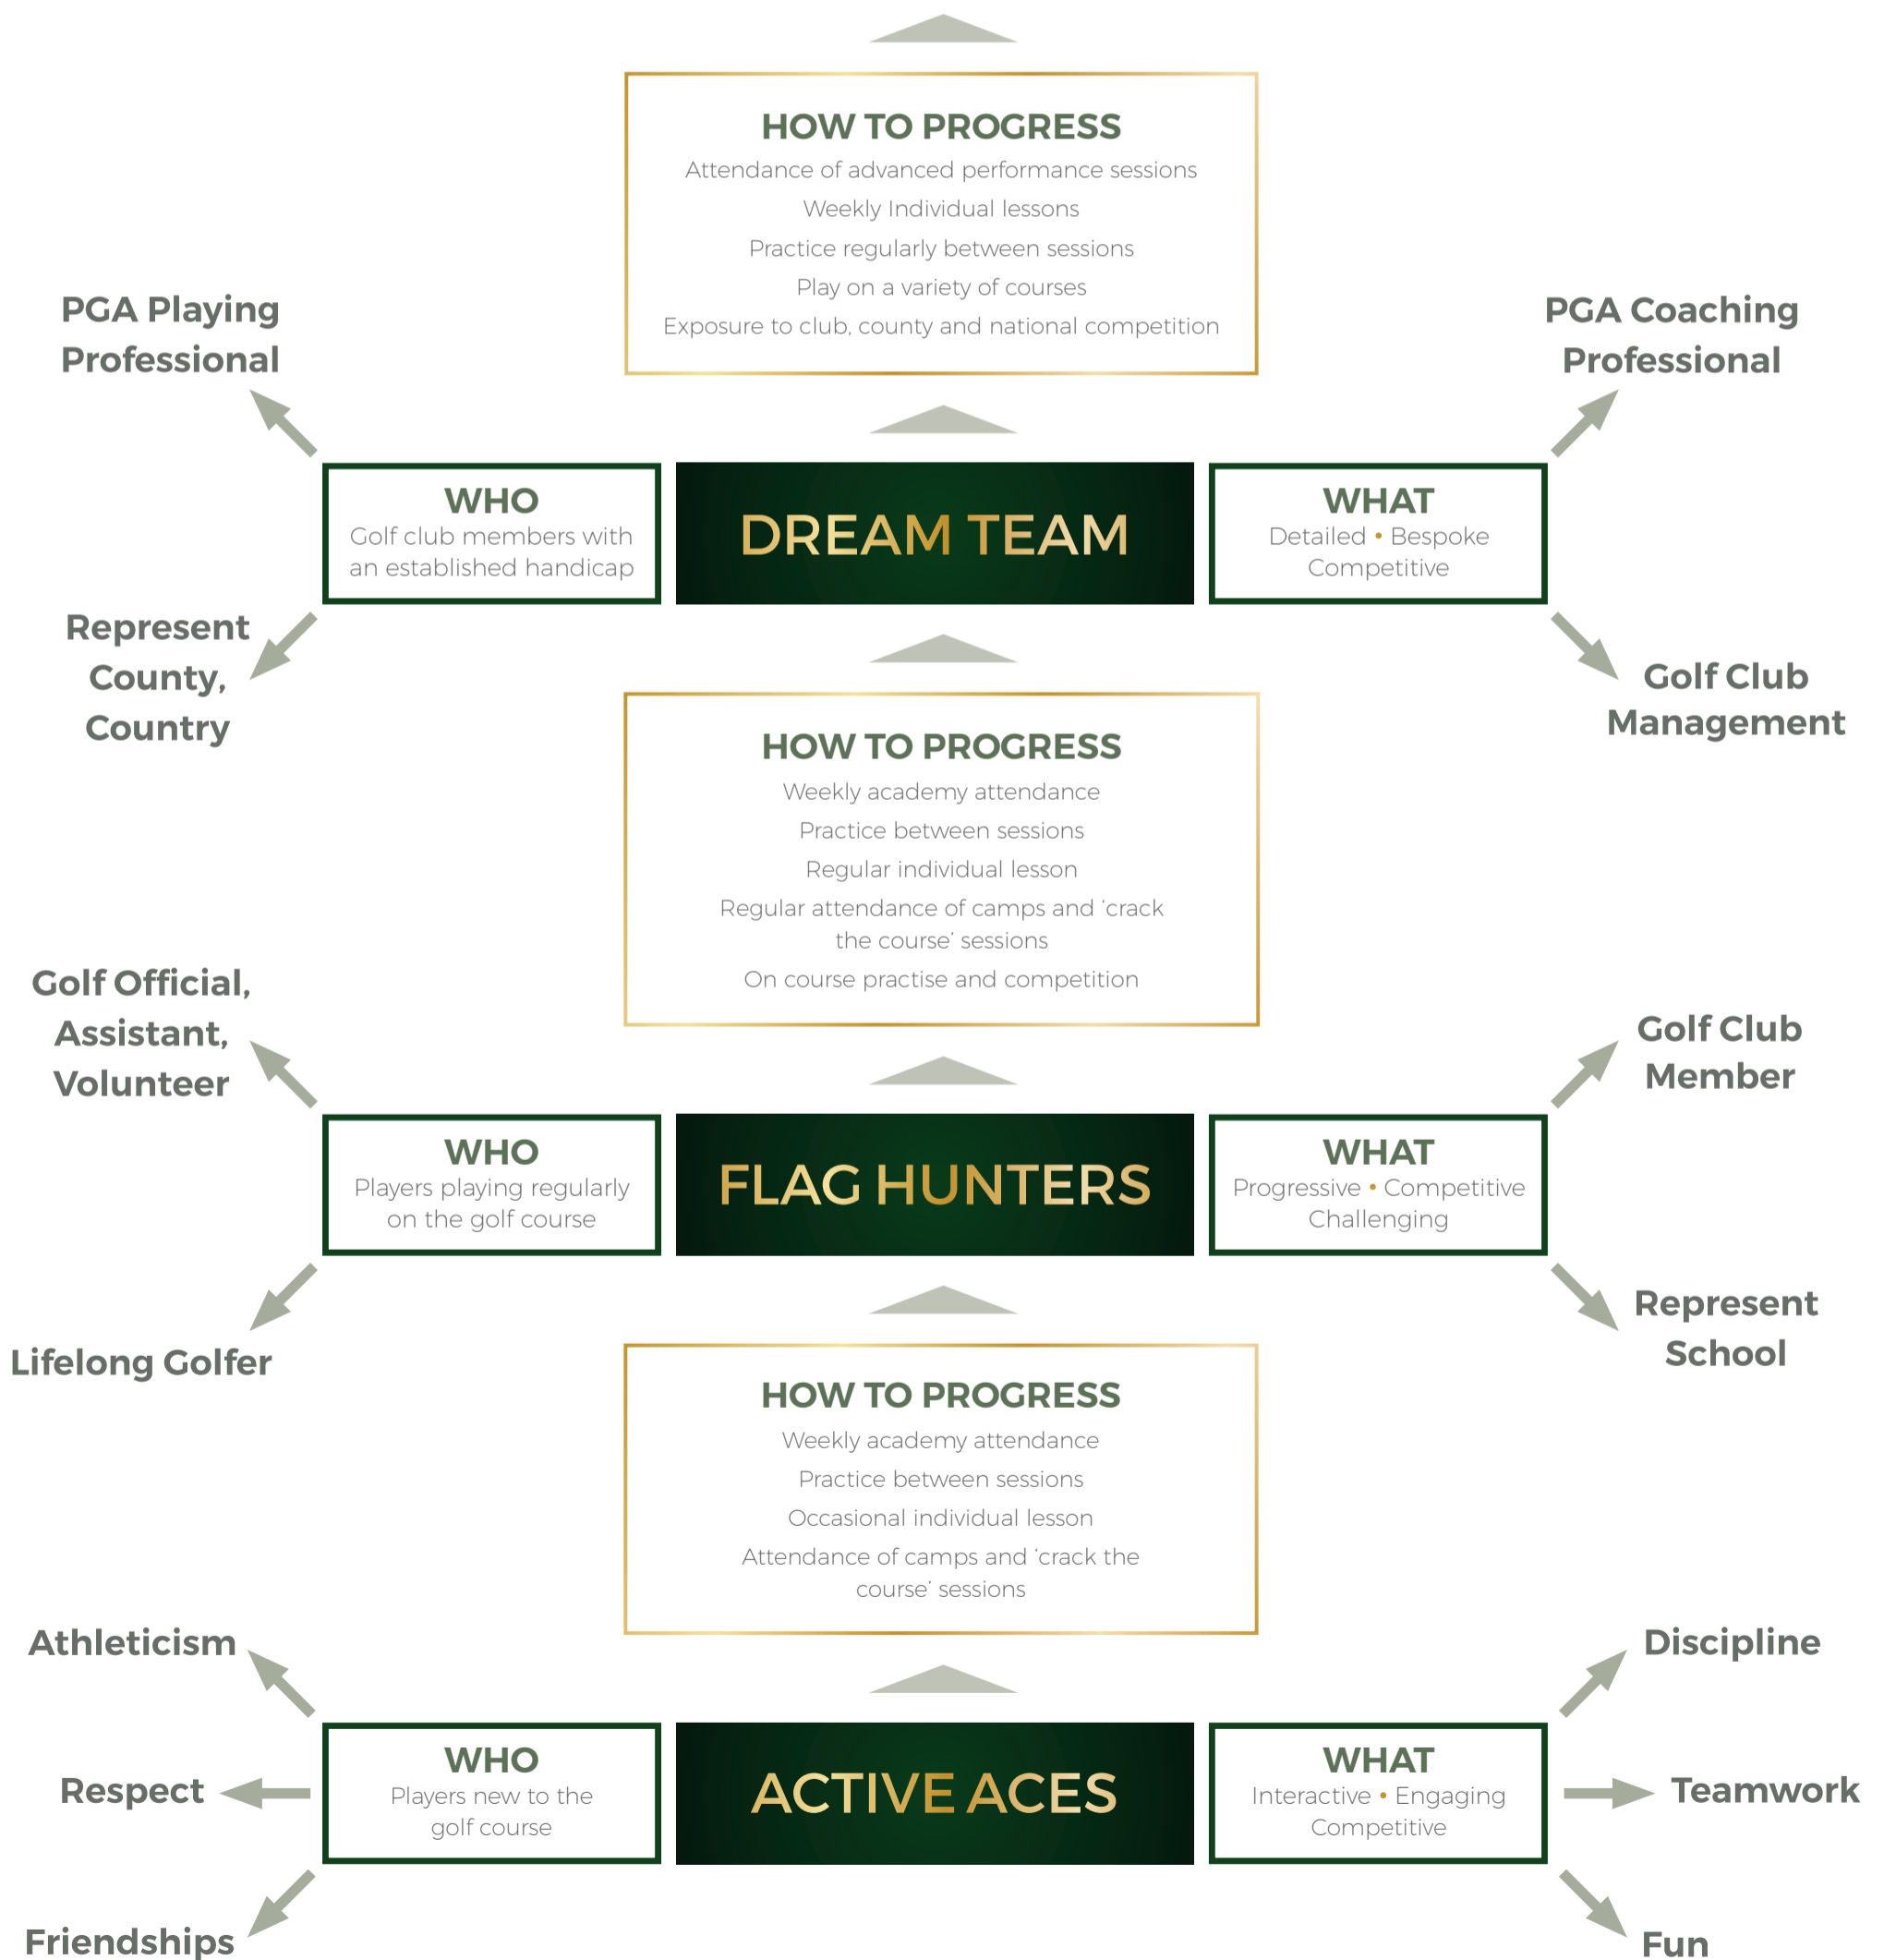 HOW TO PROGRESS
Attendance of advanced performance sessions
Weekly Individual lessons
Practice regularly between sessions
Play on a variety of courses
Exposure to club, county and national competition
PGA Playing
Professional
PGA Coaching
Professional
WHO
Golf club members with
an established handicap
DREAM TEAM
WHAT
Detailed • Bespoke
Competitive
Represent
County,
Country
Golf Club
Management
HOW TO PROGRESS
Weekly academy attendance
Practice between sessions
Regular individual lesson
Regular attendance of camps and ‘crack
the course’ sessions
On course practise and competition
Golf Official,
Assistant,
Volunteer
Golf Club
Member
WHO
Players playing regularly
on the golf course
FLAG HUNTERS
WHAT
Progressive • Competitive
Challenging
Lifelong Golfer
Represent
School
HOW TO PROGRESS
Weekly academy attendance
Practice between sessions
Occasional individual lesson
Attendance of camps and ‘crack the
course’ sessions
Athleticism
Discipline
WHO
Players new to the
golf course
ACTIVE ACES
WHAT
Interactive • Engaging
Competitive
Respect
Teamwork
Friendships
Fun